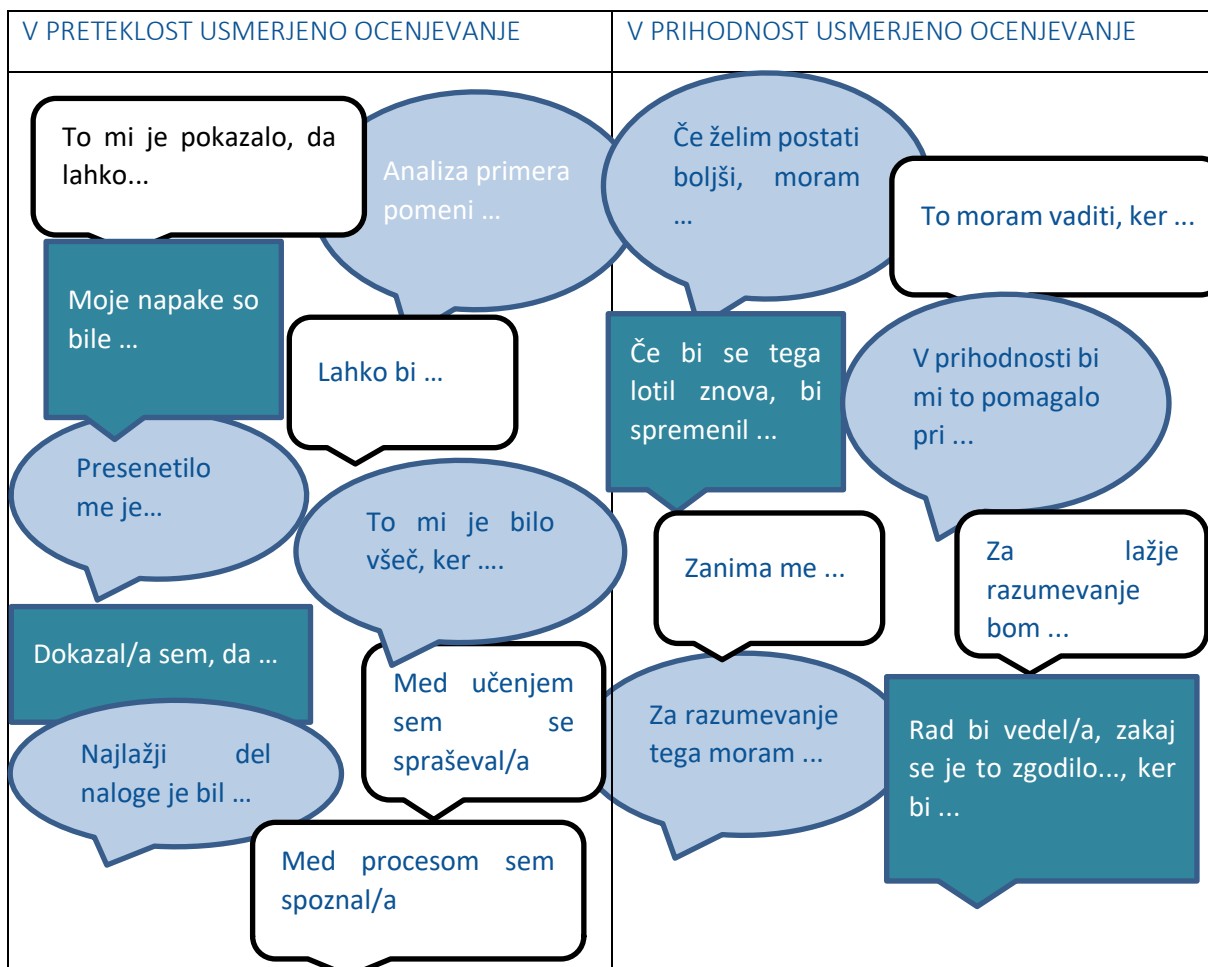 V PRETEKLOST USMERJENO OCENJEVANJE
V PRIHODNOST USMERJENO OCENJEVANJE
To mi je pokazalo, da
lahko...
Analiza primera
pomeni ...
Moje napake so
bile ...
Lahko bi ...
Presenetilo
me je...
To mi je bilo
všeč, ker ....
Dokazal/a sem, da ...
Med učenjem
sem se
spraševal/a
Najlažji del
naloge je bil ...
Med procesom sem
spoznal/a
Če želim postati
boljši, moram
...
To moram vaditi, ker ...
Če bi se tega
lotil znova, bi
spremenil ...
V prihodnosti bi
mi to pomagalo
pri ...
Zanima me ...
Za lažje
razumevanje
bom ...
Za razumevanje
tega moram ...
Rad bi vedel/a, zakaj
se je to zgodilo..., ker
bi ...